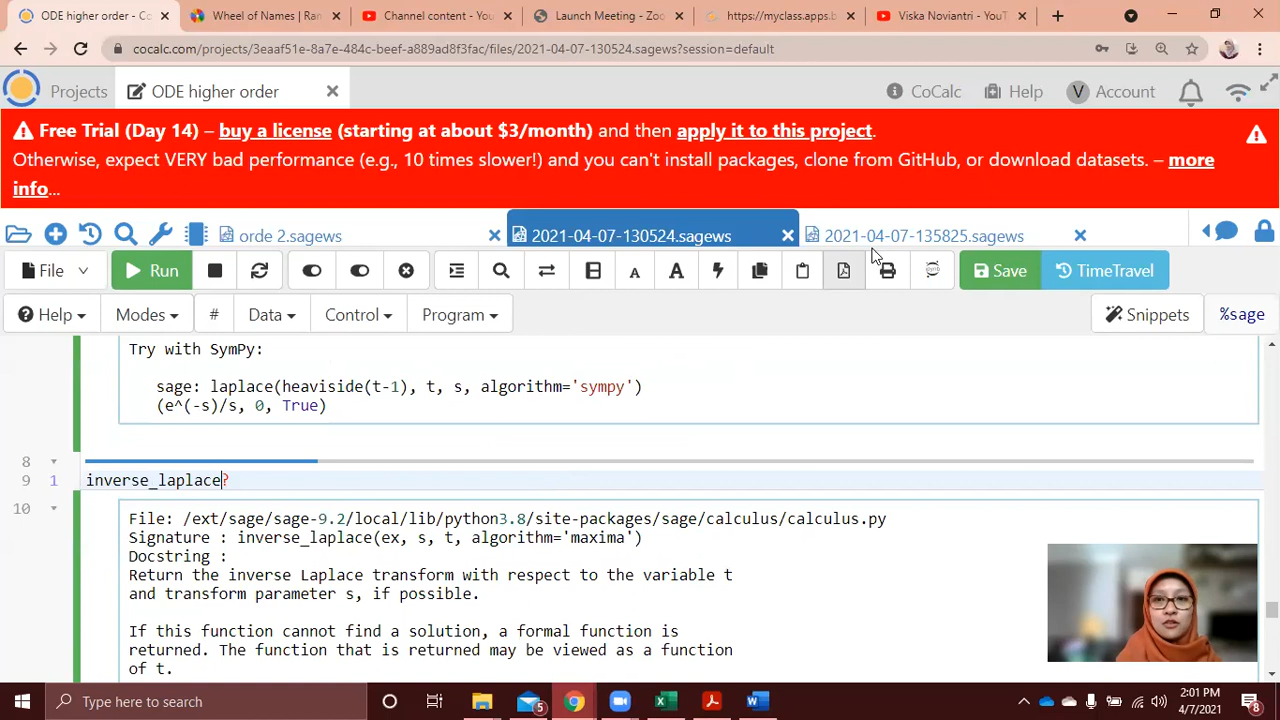 ODE higher order - Co
Wheel of Names | Ran
Channel content - You
Launch Meeting - Zoo
https://myclass.apps.b
Viska Noviantri - YouT
cocalc.com/projects/3eaaf51e-8a7e-484c-beef-a889ad8f3fac/files/2021-04-07-130524.sagews?session=default
Projects
ODE higher order
CoCalc
Help
V Account
Free Trial (Day 14) – buy a license (starting at about $3/month) and then apply it to this project.
Otherwise, expect VERY bad performance (e.g., 10 times slower!) and you can't install packages, clone from GitHub, or download datasets. – more
info...
orde 2.sagews
2021-04-07-130524.sagews
2021-04-07-135825.sagews
File
Run
A
A
Save
TimeTravel
Help
Modes
#
Data
Control
Program
Snippets
%sage
Try with SymPy:
sage: laplace(heaviside(t-1), t, s, algorithm='sympy')
(e^(-s)/s, 0, True)
8
9 1 inverse_laplace?
10
File: /ext/sage/sage-9.2/local/lib/python3.8/site-packages/sage/calculus/calculus.py
Signature : inverse_laplace(ex, s, t, algorithm='maxima')
Docstring :
Return the inverse Laplace transform with respect to the variable t
and transform parameter s, if possible.
If this function cannot find a solution, a formal function is
returned. The function that is returned may be viewed as a function
of t.
Type here to search
5
2:01 PM
4/7/2021
8